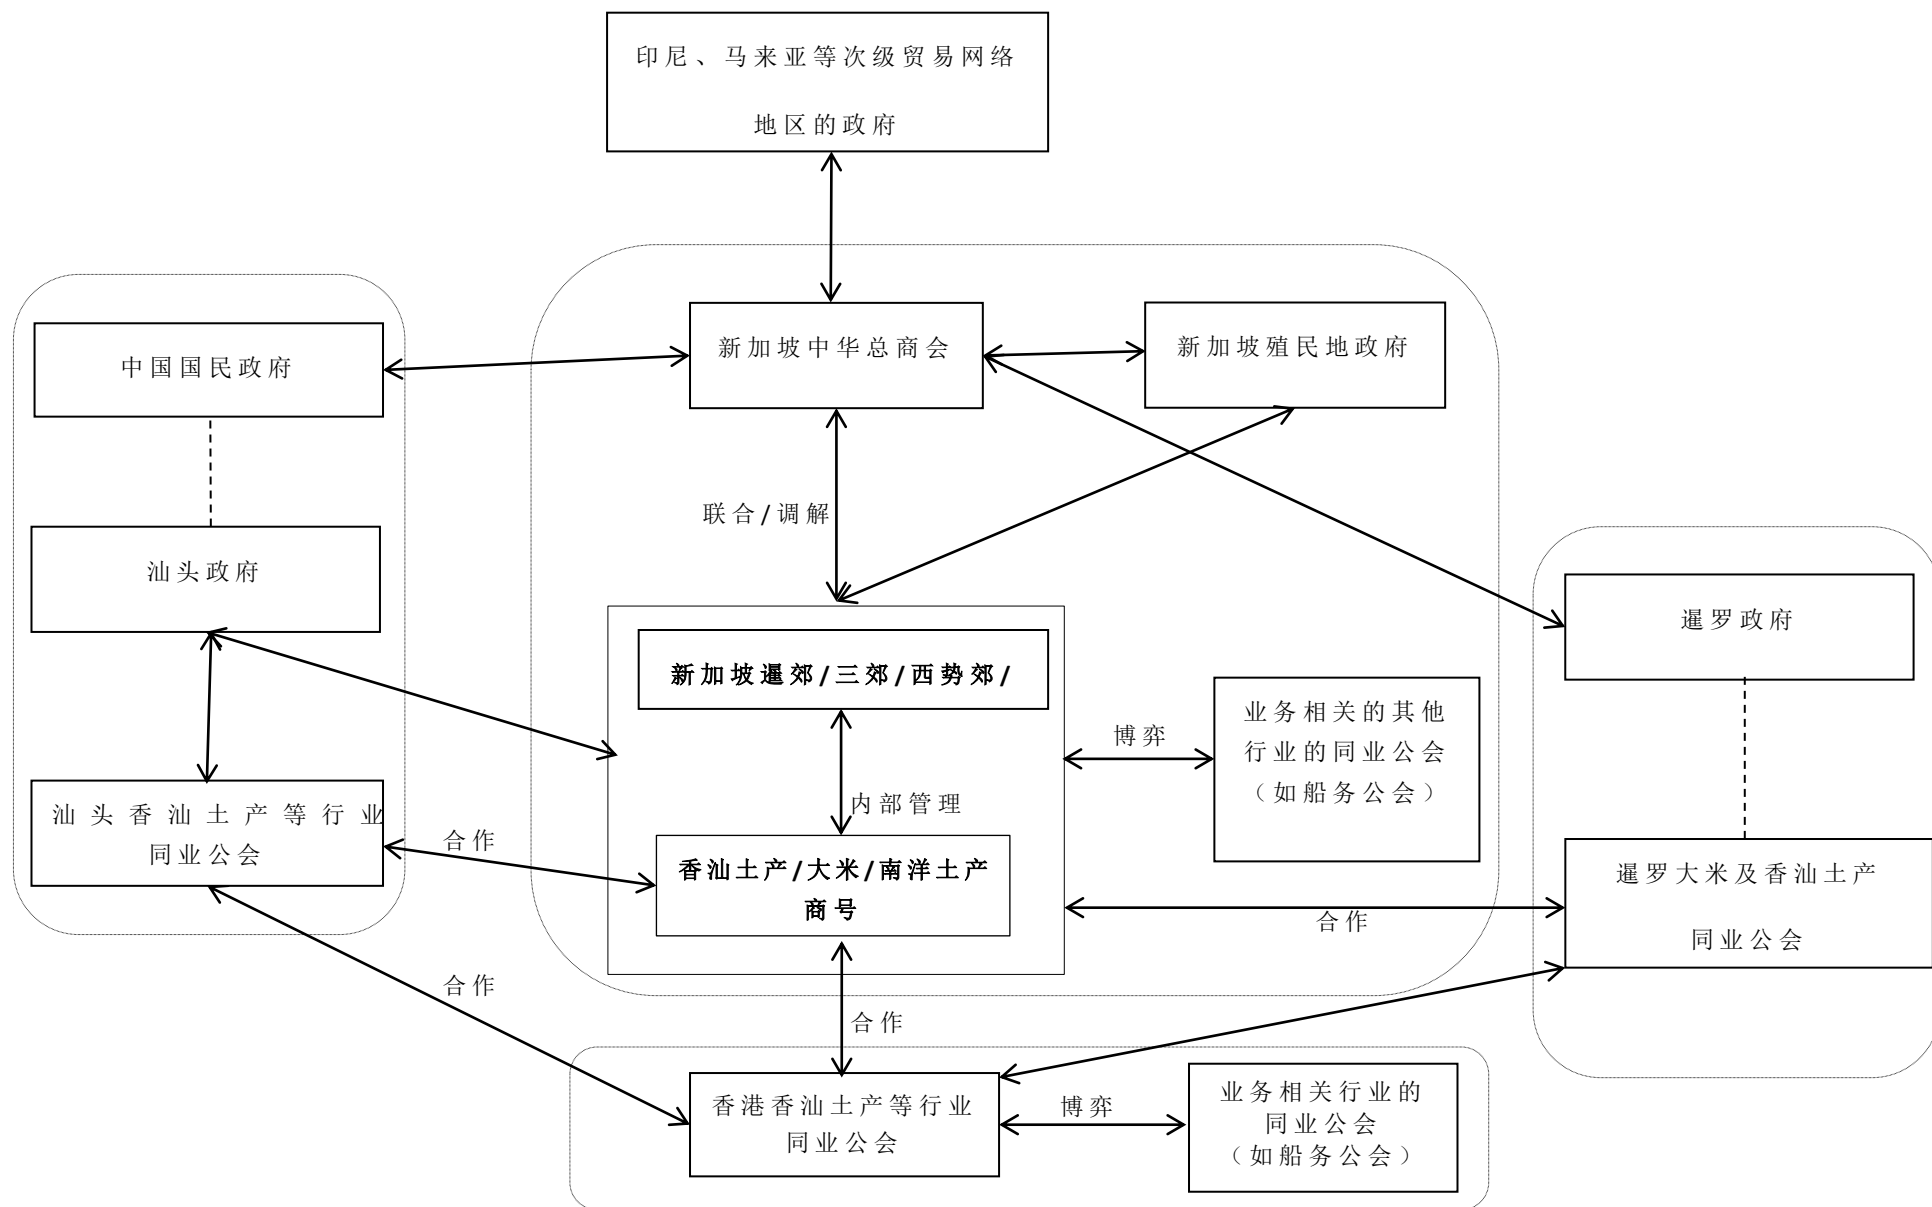 印尼、马来亚等次级贸易网络
地区的政府
中国国民政府
新加坡中华总商会
新加坡殖民地政府
联合/调解
汕头政府
暹罗政府
新加坡暹郊/三郊/西势郊/
博弈
业务相关的其他
行业的同业公会
（如船务公会）
内部管理
汕头香汕土产等行业
同业公会
合作
香汕土产/大米/南洋土产
商号
合作
暹罗大米及香汕土产
同业公会
合作
合作
香港香汕土产等行业
同业公会
博弈
业务相关行业的
同业公会
（如船务公会）